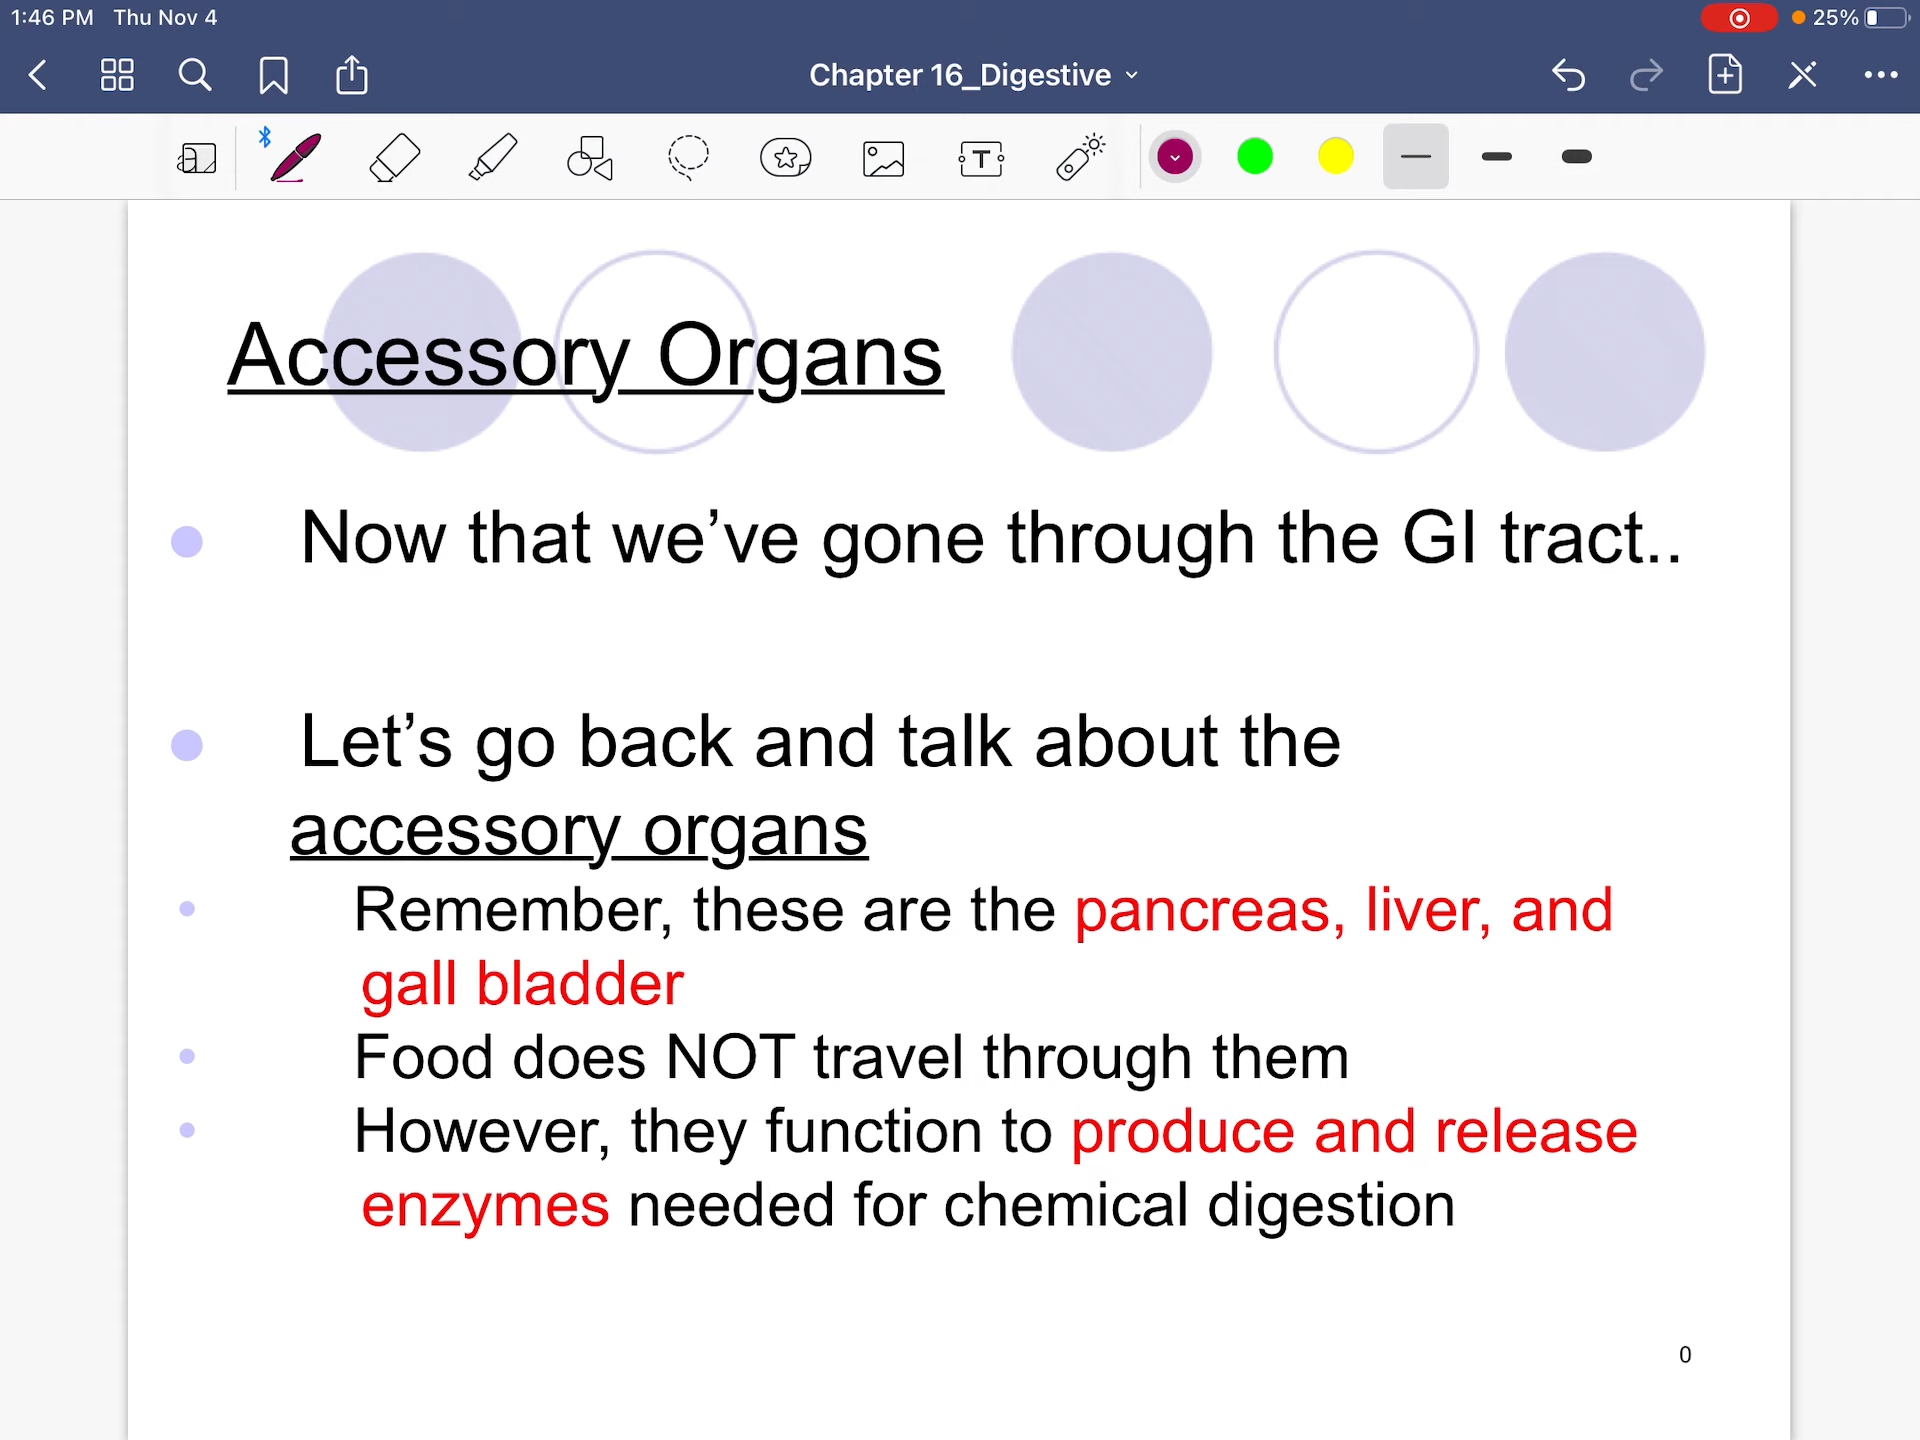 1:46 PM Thu Nov 4
25%
Chapter 16_Digestive
Accessory Organs
Now that we’ve gone through the GI tract..
Let’s go back and talk about the
accessory organs
Remember, these are the pancreas, liver, and
gall bladder
Food does NOT travel through them
However, they function to produce and release
enzymes needed for chemical digestion
0